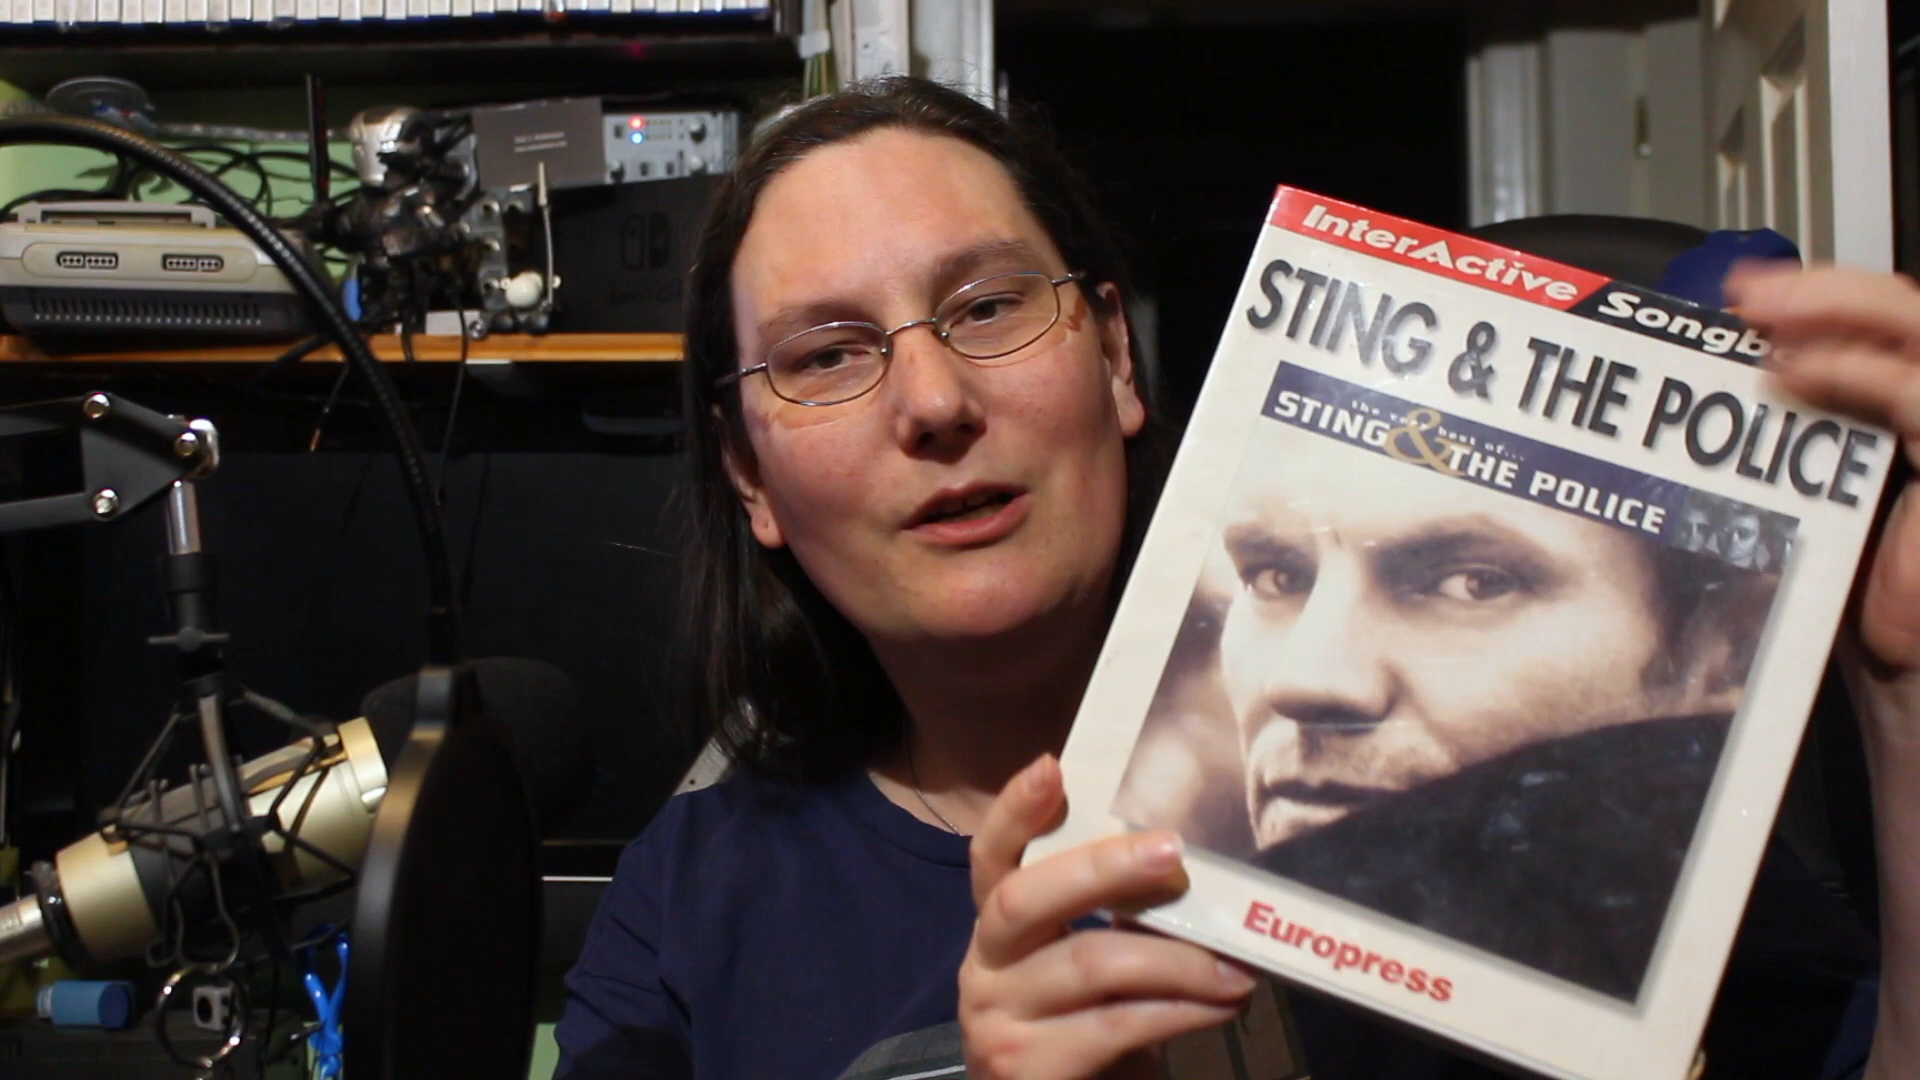 InterActive Songb
STING & THE POLICE
the very best of...
STING & THE POLICE
Europress